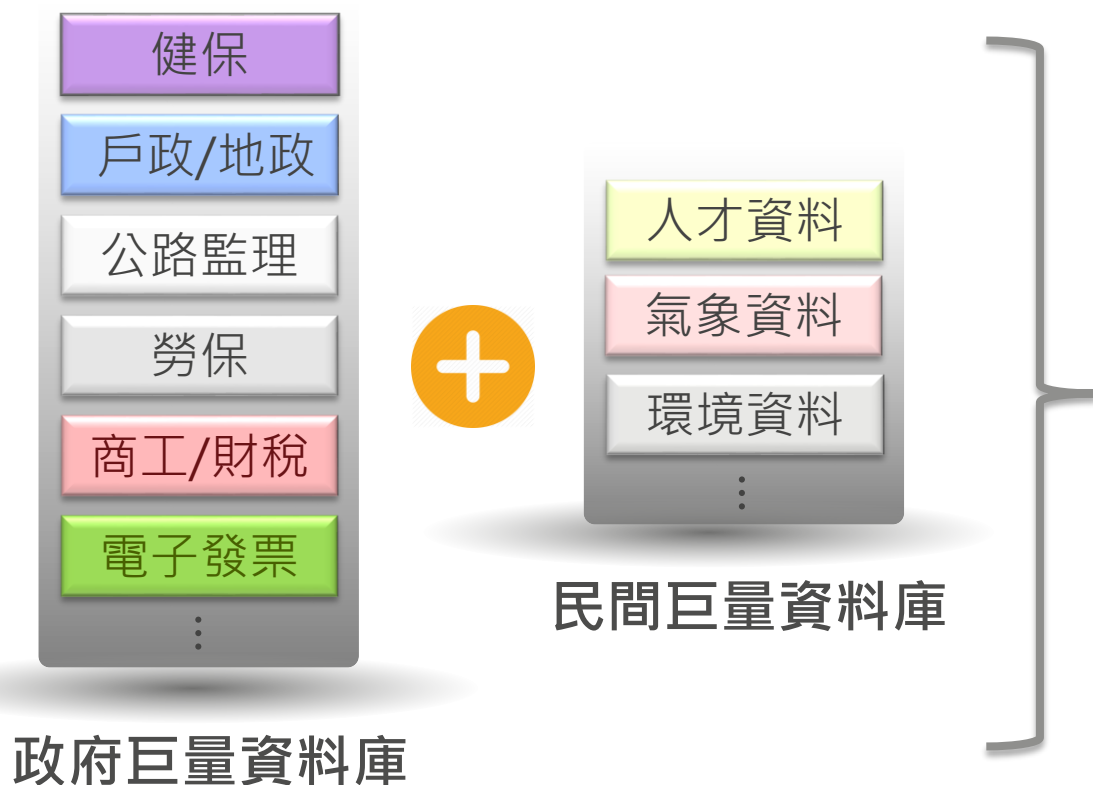 健保
戶政/地政
公路監理
勞保
商工/財稅
電子發票
⋮
政府巨量資料庫
人才資料
氣象資料
環境資料
⋮
民間巨量資料庫